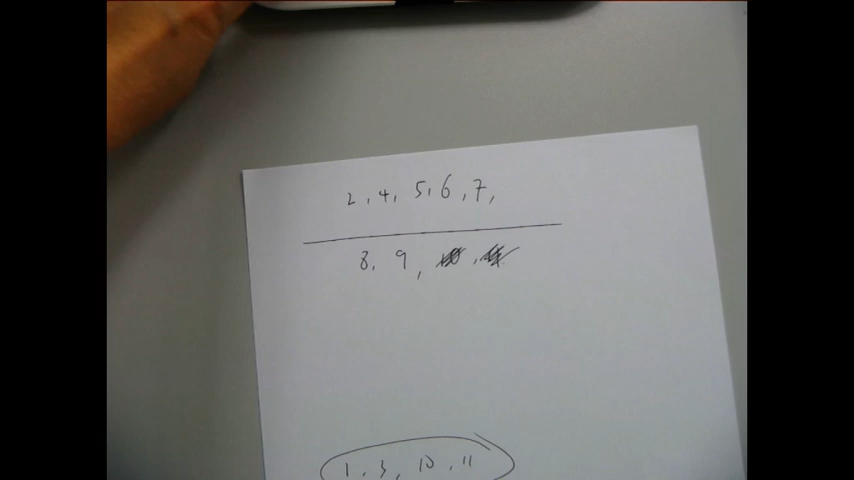 2, 4, 5, 6, 7,
8, 9,
1, 3, 10, 11